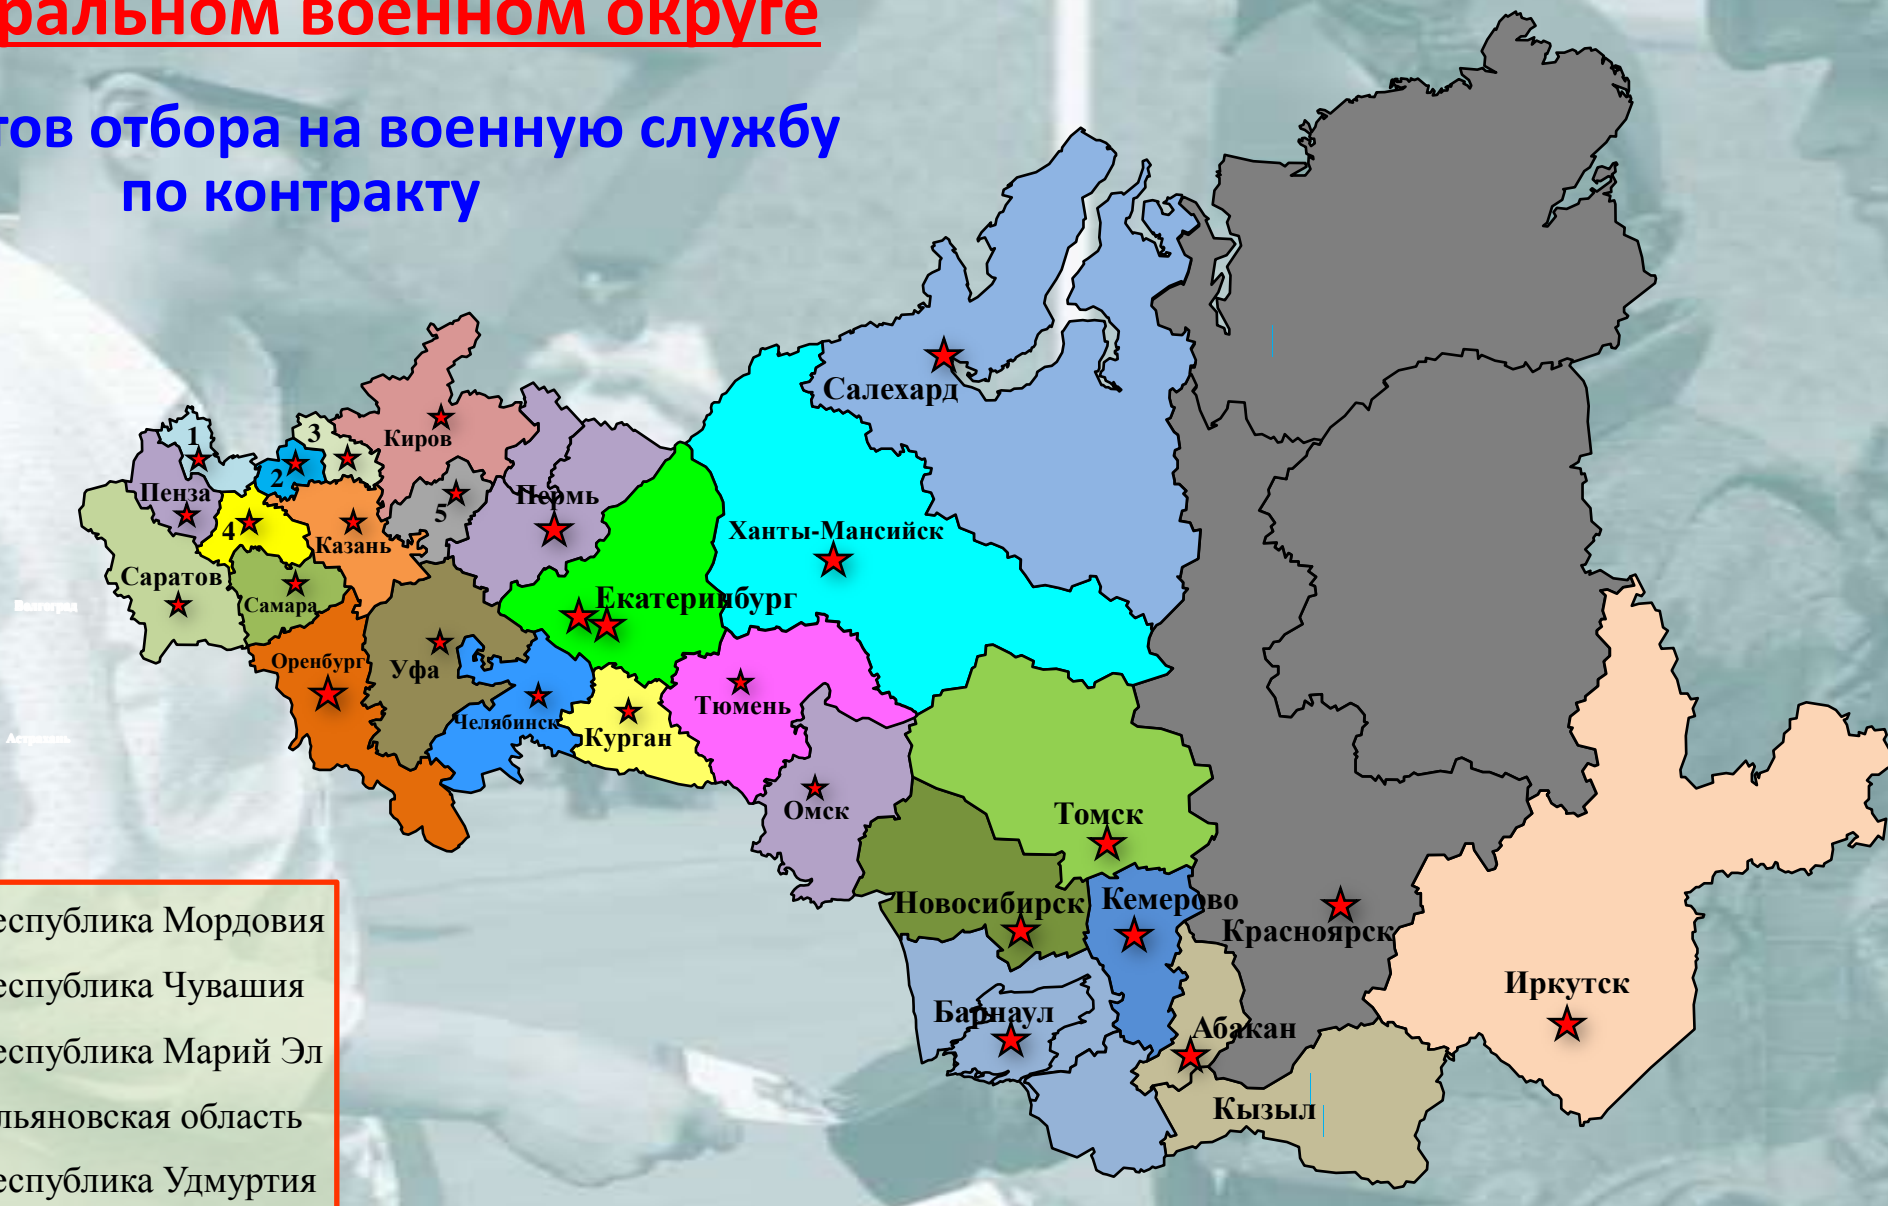 ральном военном округе
тов отбора на военную службу
по контракту
Салехард
Киров
1
3
2
Пенза
4
5
Пермь
Казань
Ханты-Мансийск
Саратов
Самара
Екатеринбург
Волгоград
Оренбург
Уфа
Тюмень
Челябинск
Курган
Астрахань
Омск
Томск
Новосибирск
Кемерово
Красноярск
Иркутск
Барнаул
Абакан
Кызыл
еспублика Мордовия
еспублика Чувашия
еспублика Марий Эл
льяновская область
еспублика Удмуртия